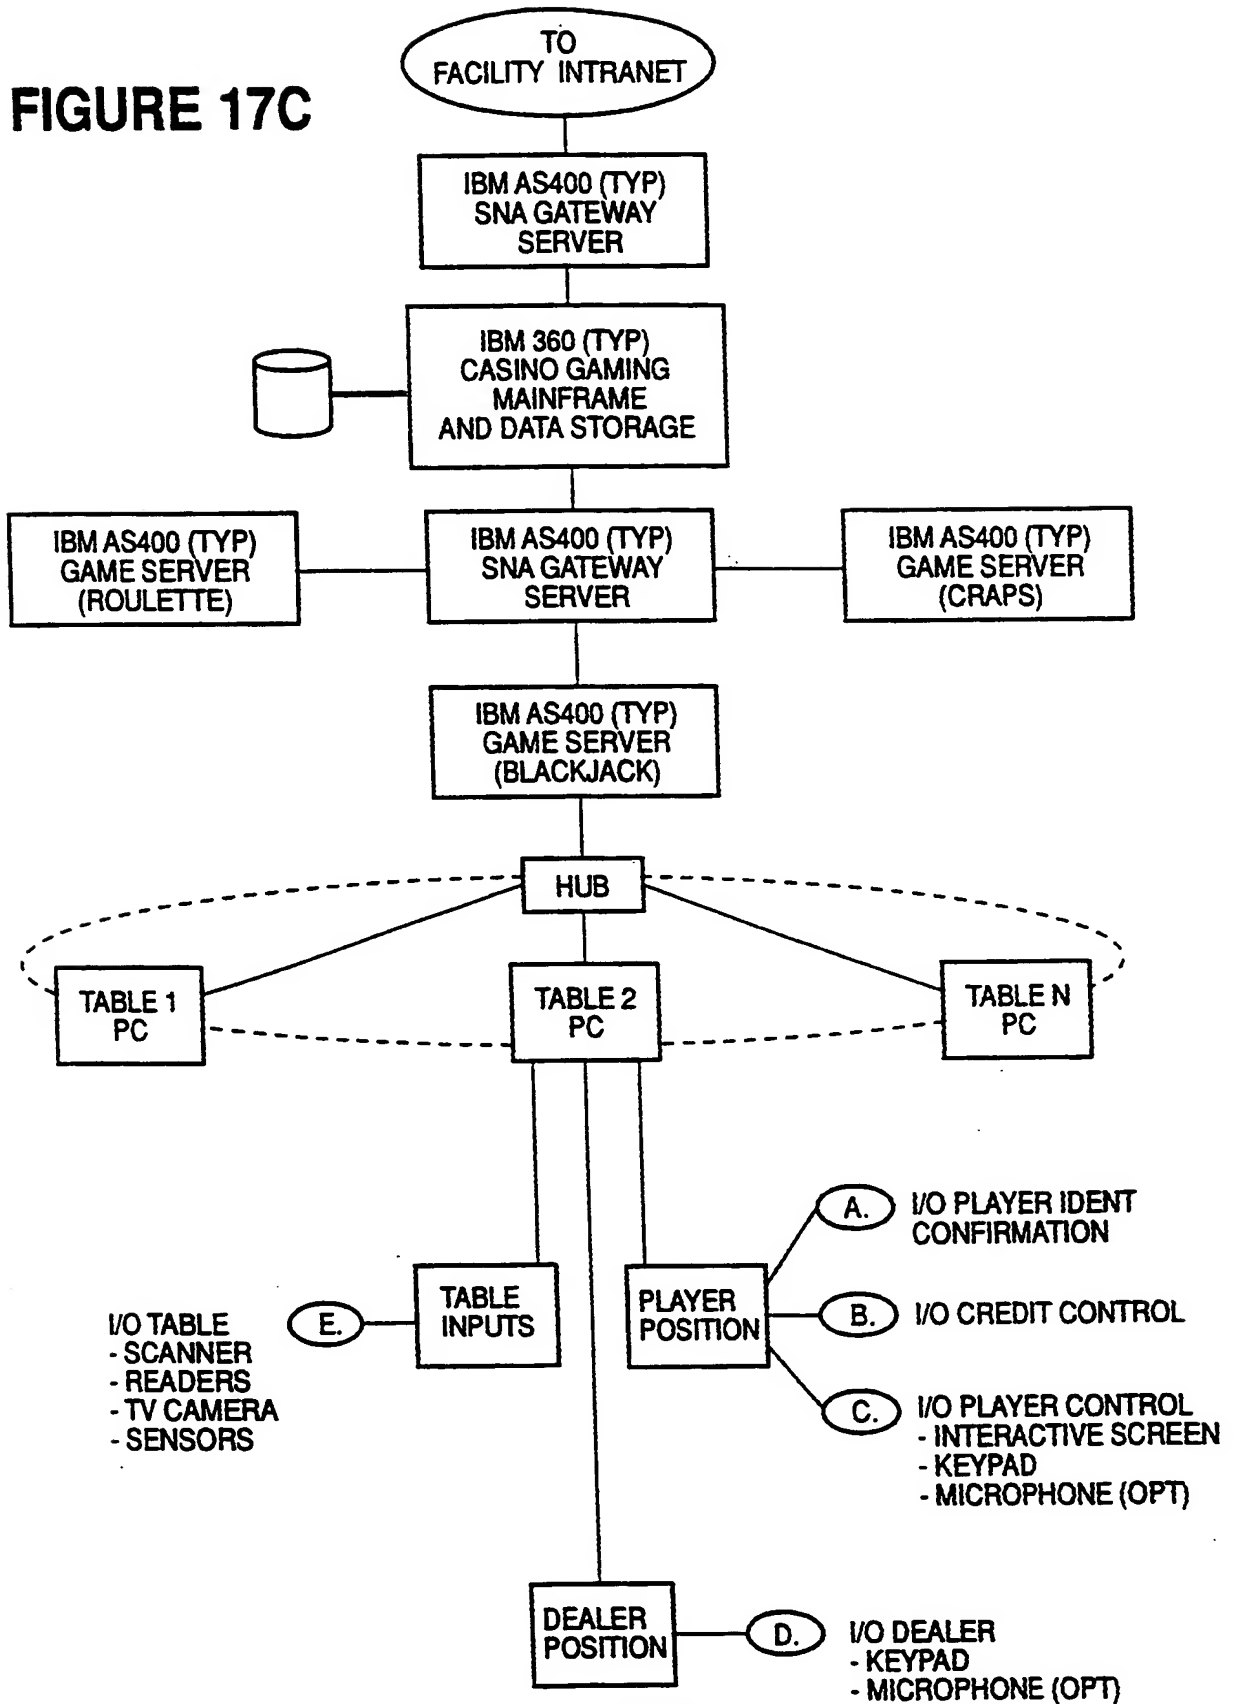 TO
FACILITY INTRANET
FIGURE 17C
IBM AS400 (TYP)
SNA GATEWAY
SERVER
IBM 360 (TYP)
CASINO GAMING
MAINFRAME
AND DATA STORAGE
IBM AS400 (TYP)
GAME SERVER
(ROULETTE)
IBM AS400 (TYP)
SNA GATEWAY
SERVER
IBM AS400 (TYP)
GAME SERVER
(CRAPS)
IBM AS400 (TYP)
GAME SERVER
(BLACKJACK)
HUB
TABLE 1
PC
TABLE 2
PC
TABLE N
PC
A.
I/O PLAYER IDENT
CONFIRMATION
TABLE
INPUTS
PLAYER
POSITION
B.
I/O CREDIT CONTROL
E.
I/O TABLE
- SCANNER
- READERS
- TV CAMERA
- SENSORS
C.
I/O PLAYER CONTROL
- INTERACTIVE SCREEN
- KEYPAD
- MICROPHONE (OPT)
DEALER
POSITION
D.
I/O DEALER
- KEYPAD
- MICROPHONE (OPT)